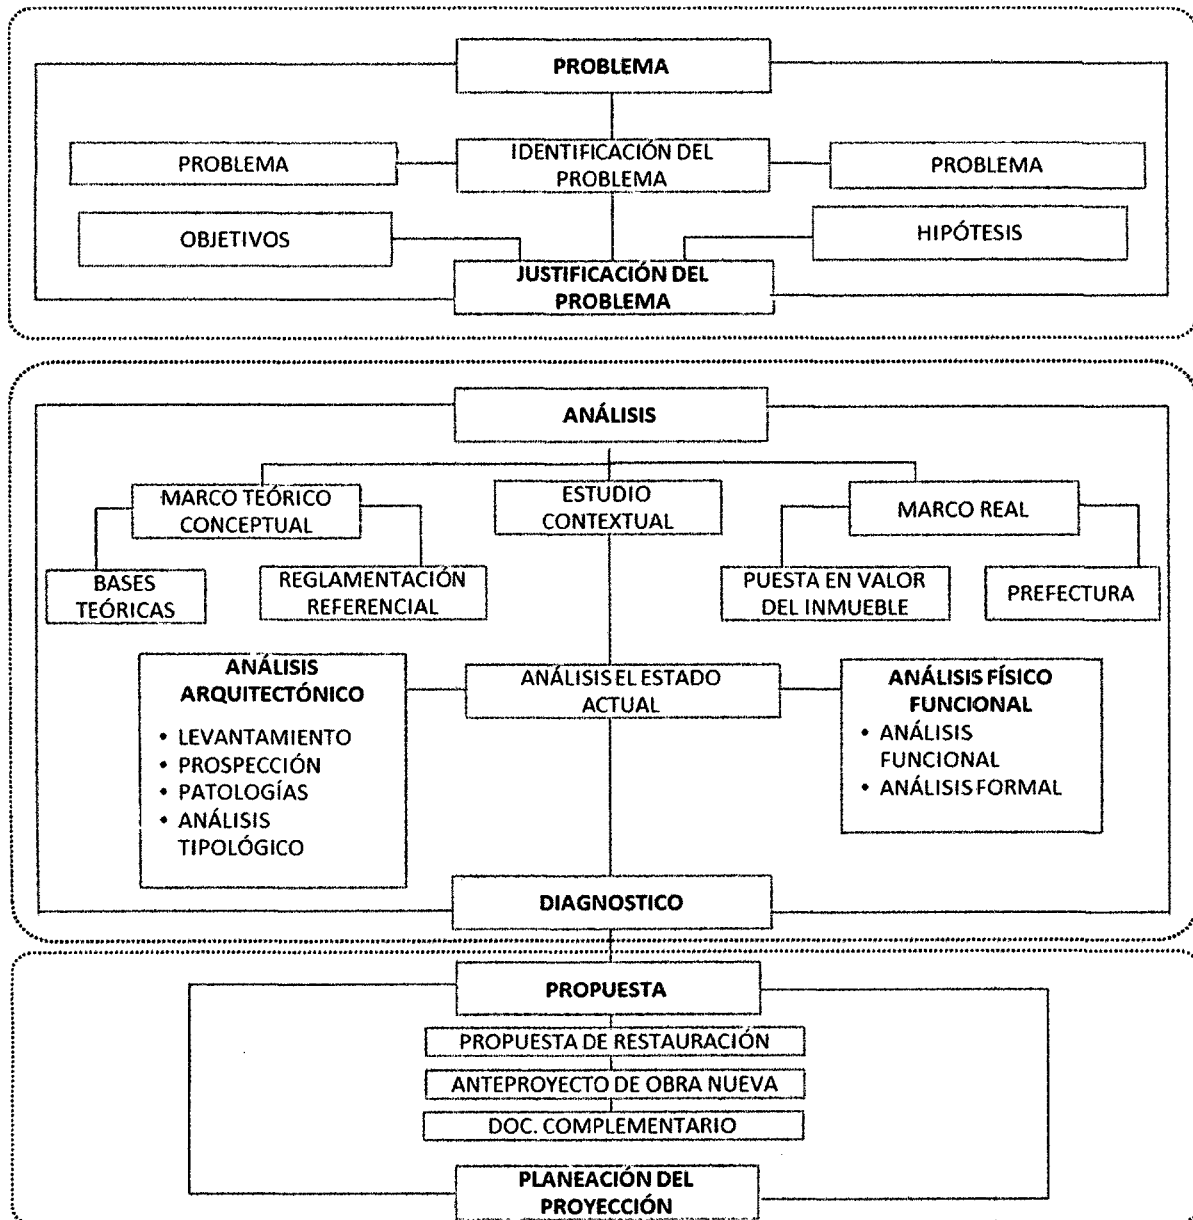 PROBLEMA
PROBLEMA
IDENTIFICACIÓN DEL
PROBLEMA
PROBLEMA
OBJETIVOS
HIPÓTESIS
JUSTIFICACIÓN DEL
PROBLEMA
ANÁLISIS
MARCO TEÓRICO
CONCEPTUAL
ESTUDIO
CONTEXTUAL
MARCO REAL
BASES
TEÓRICAS
REGLAMENTACIÓN
REFERENCIAL
PUESTA EN VALOR
DEL INMUEBLE
PREFECTURA
ANÁLISIS
ARQUITECTÓNICO
• LEVANTAMIENTO
• PROSPECCIÓN
• PATOLOGÍAS
• ANÁLISIS
TIPOLÓGICO
ANÁLISIS EL ESTADO
ACTUAL
ANÁLISIS FÍSICO
FUNCIONAL
• ANÁLISIS
FUNCIONAL
• ANÁLISIS FORMAL
DIAGNOSTICO
PROPUESTA
PROPUESTA DE RESTAURACIÓN
ANTEPROYECTO DE OBRA NUEVA
DOC. COMPLEMENTARIO
PLANEACIÓN DEL
PROYECCIÓN